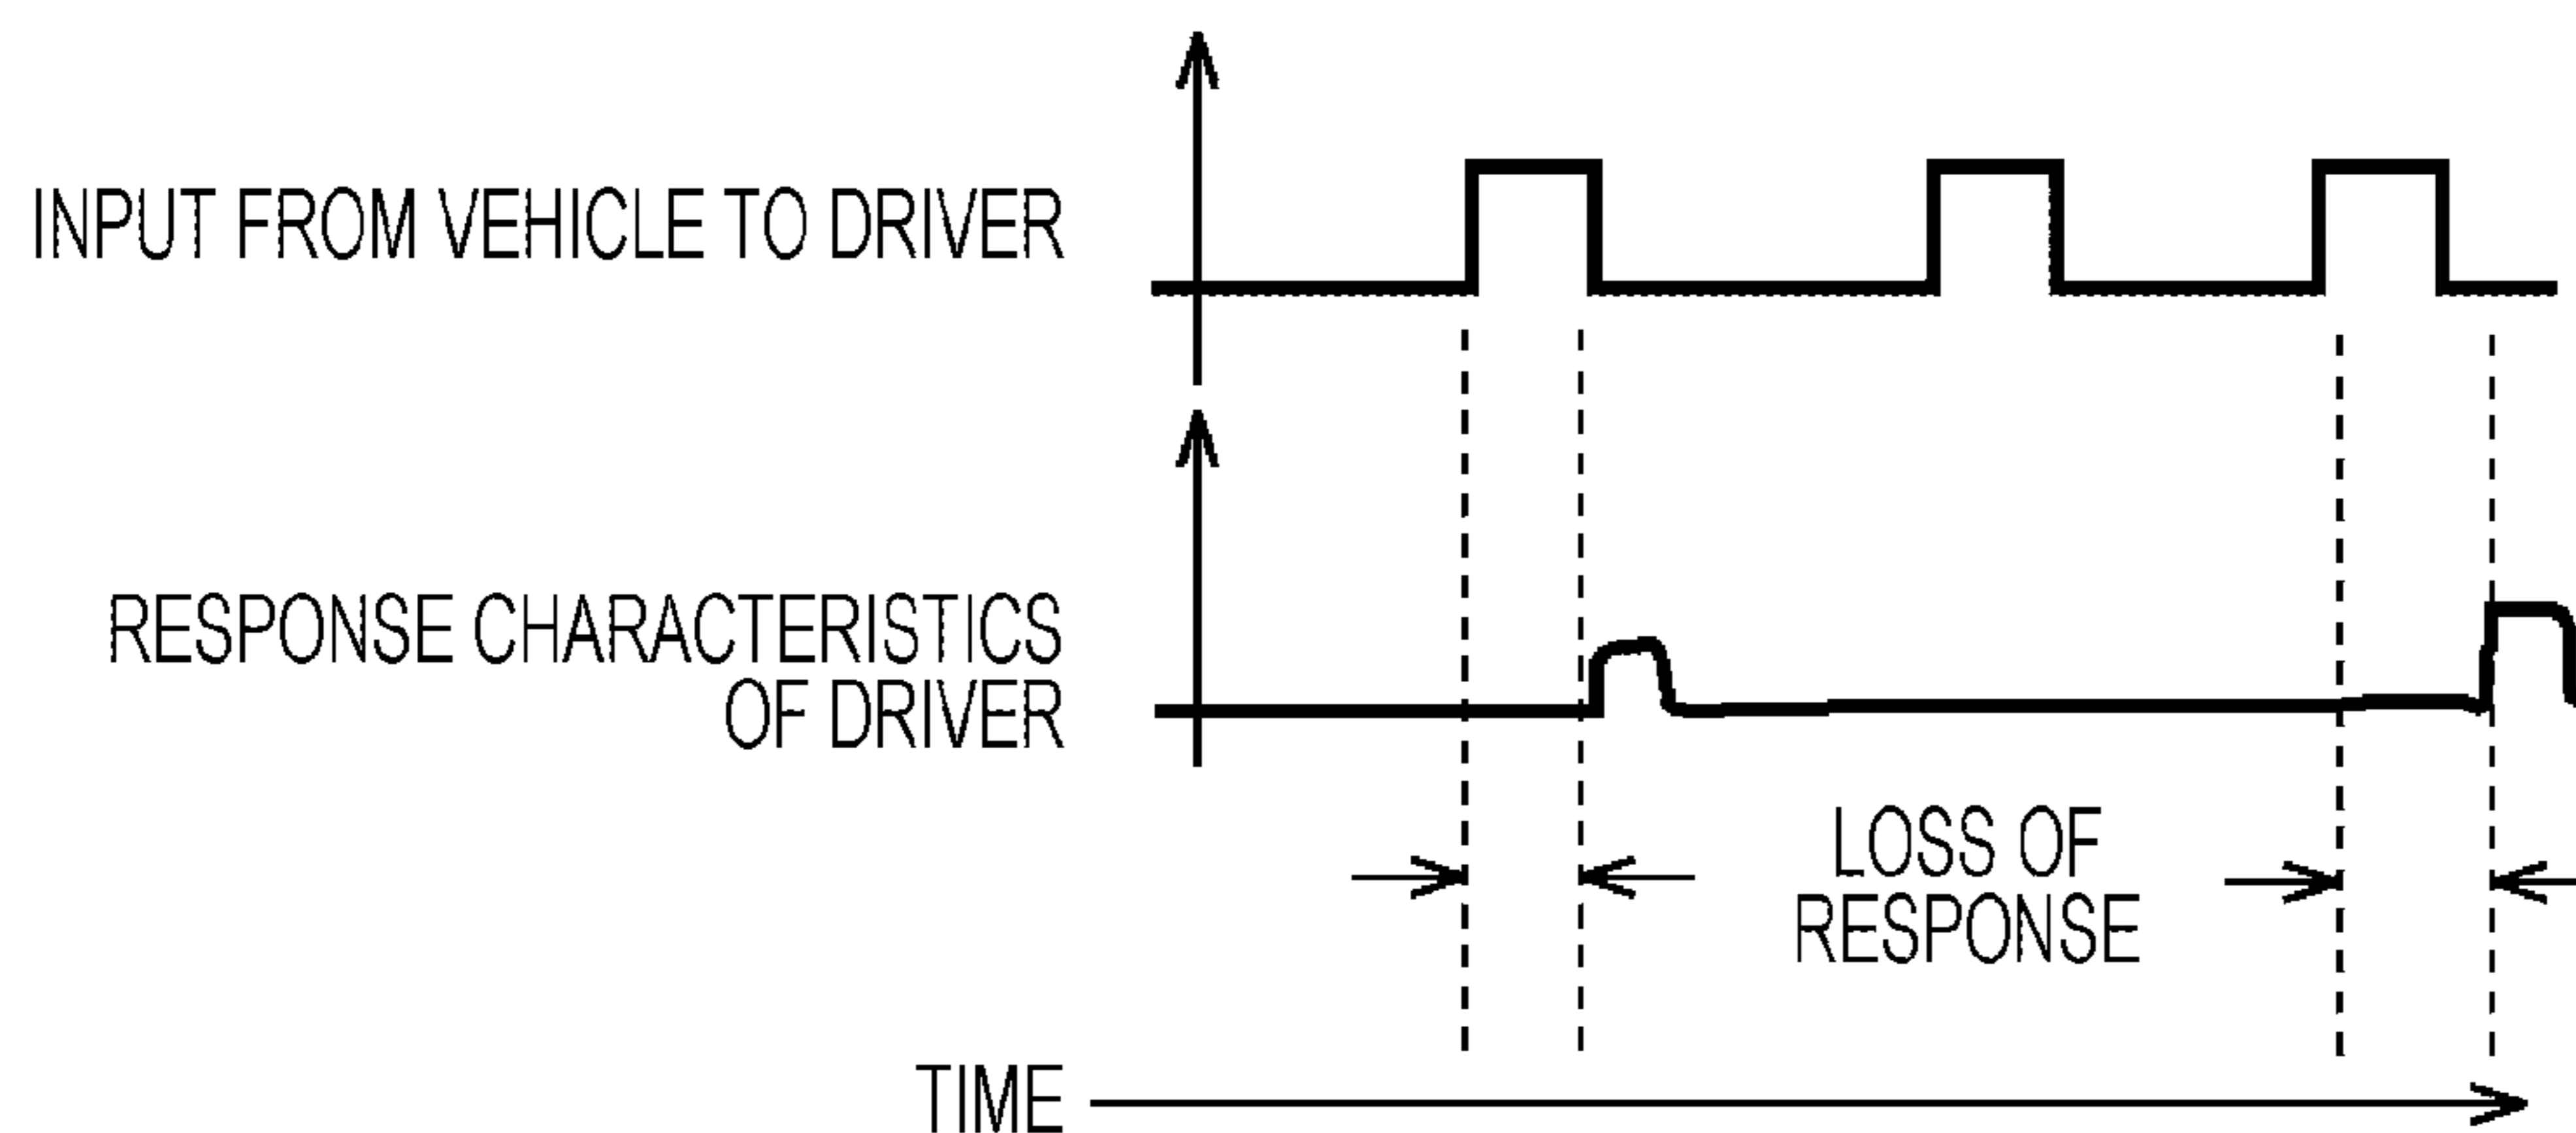 INPUT FROM VEHICLE TO DRIVER
RESPONSE CHARACTERISTICS
OF DRIVER
LOSS OF
RESPONSE
TIME